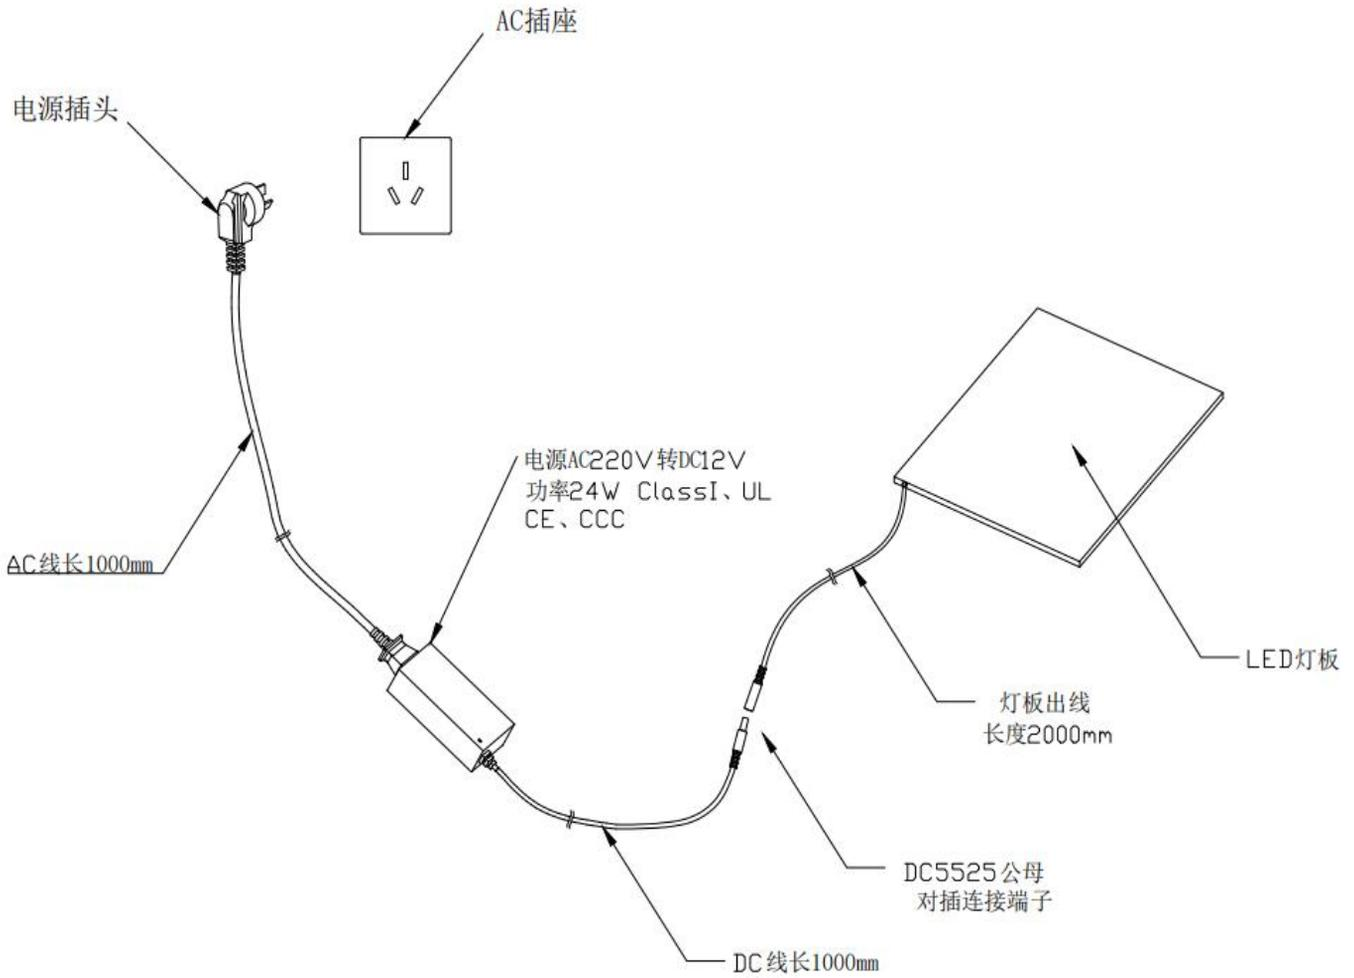 AC插座
电源插头
电源AC220V转DC12V
功率24W ClassI、UL
CE、CCC
AC线长1000mm
LED灯板
灯板出线
长度2000mm
DC5525公母
对插连接端子
DC线长1000mm